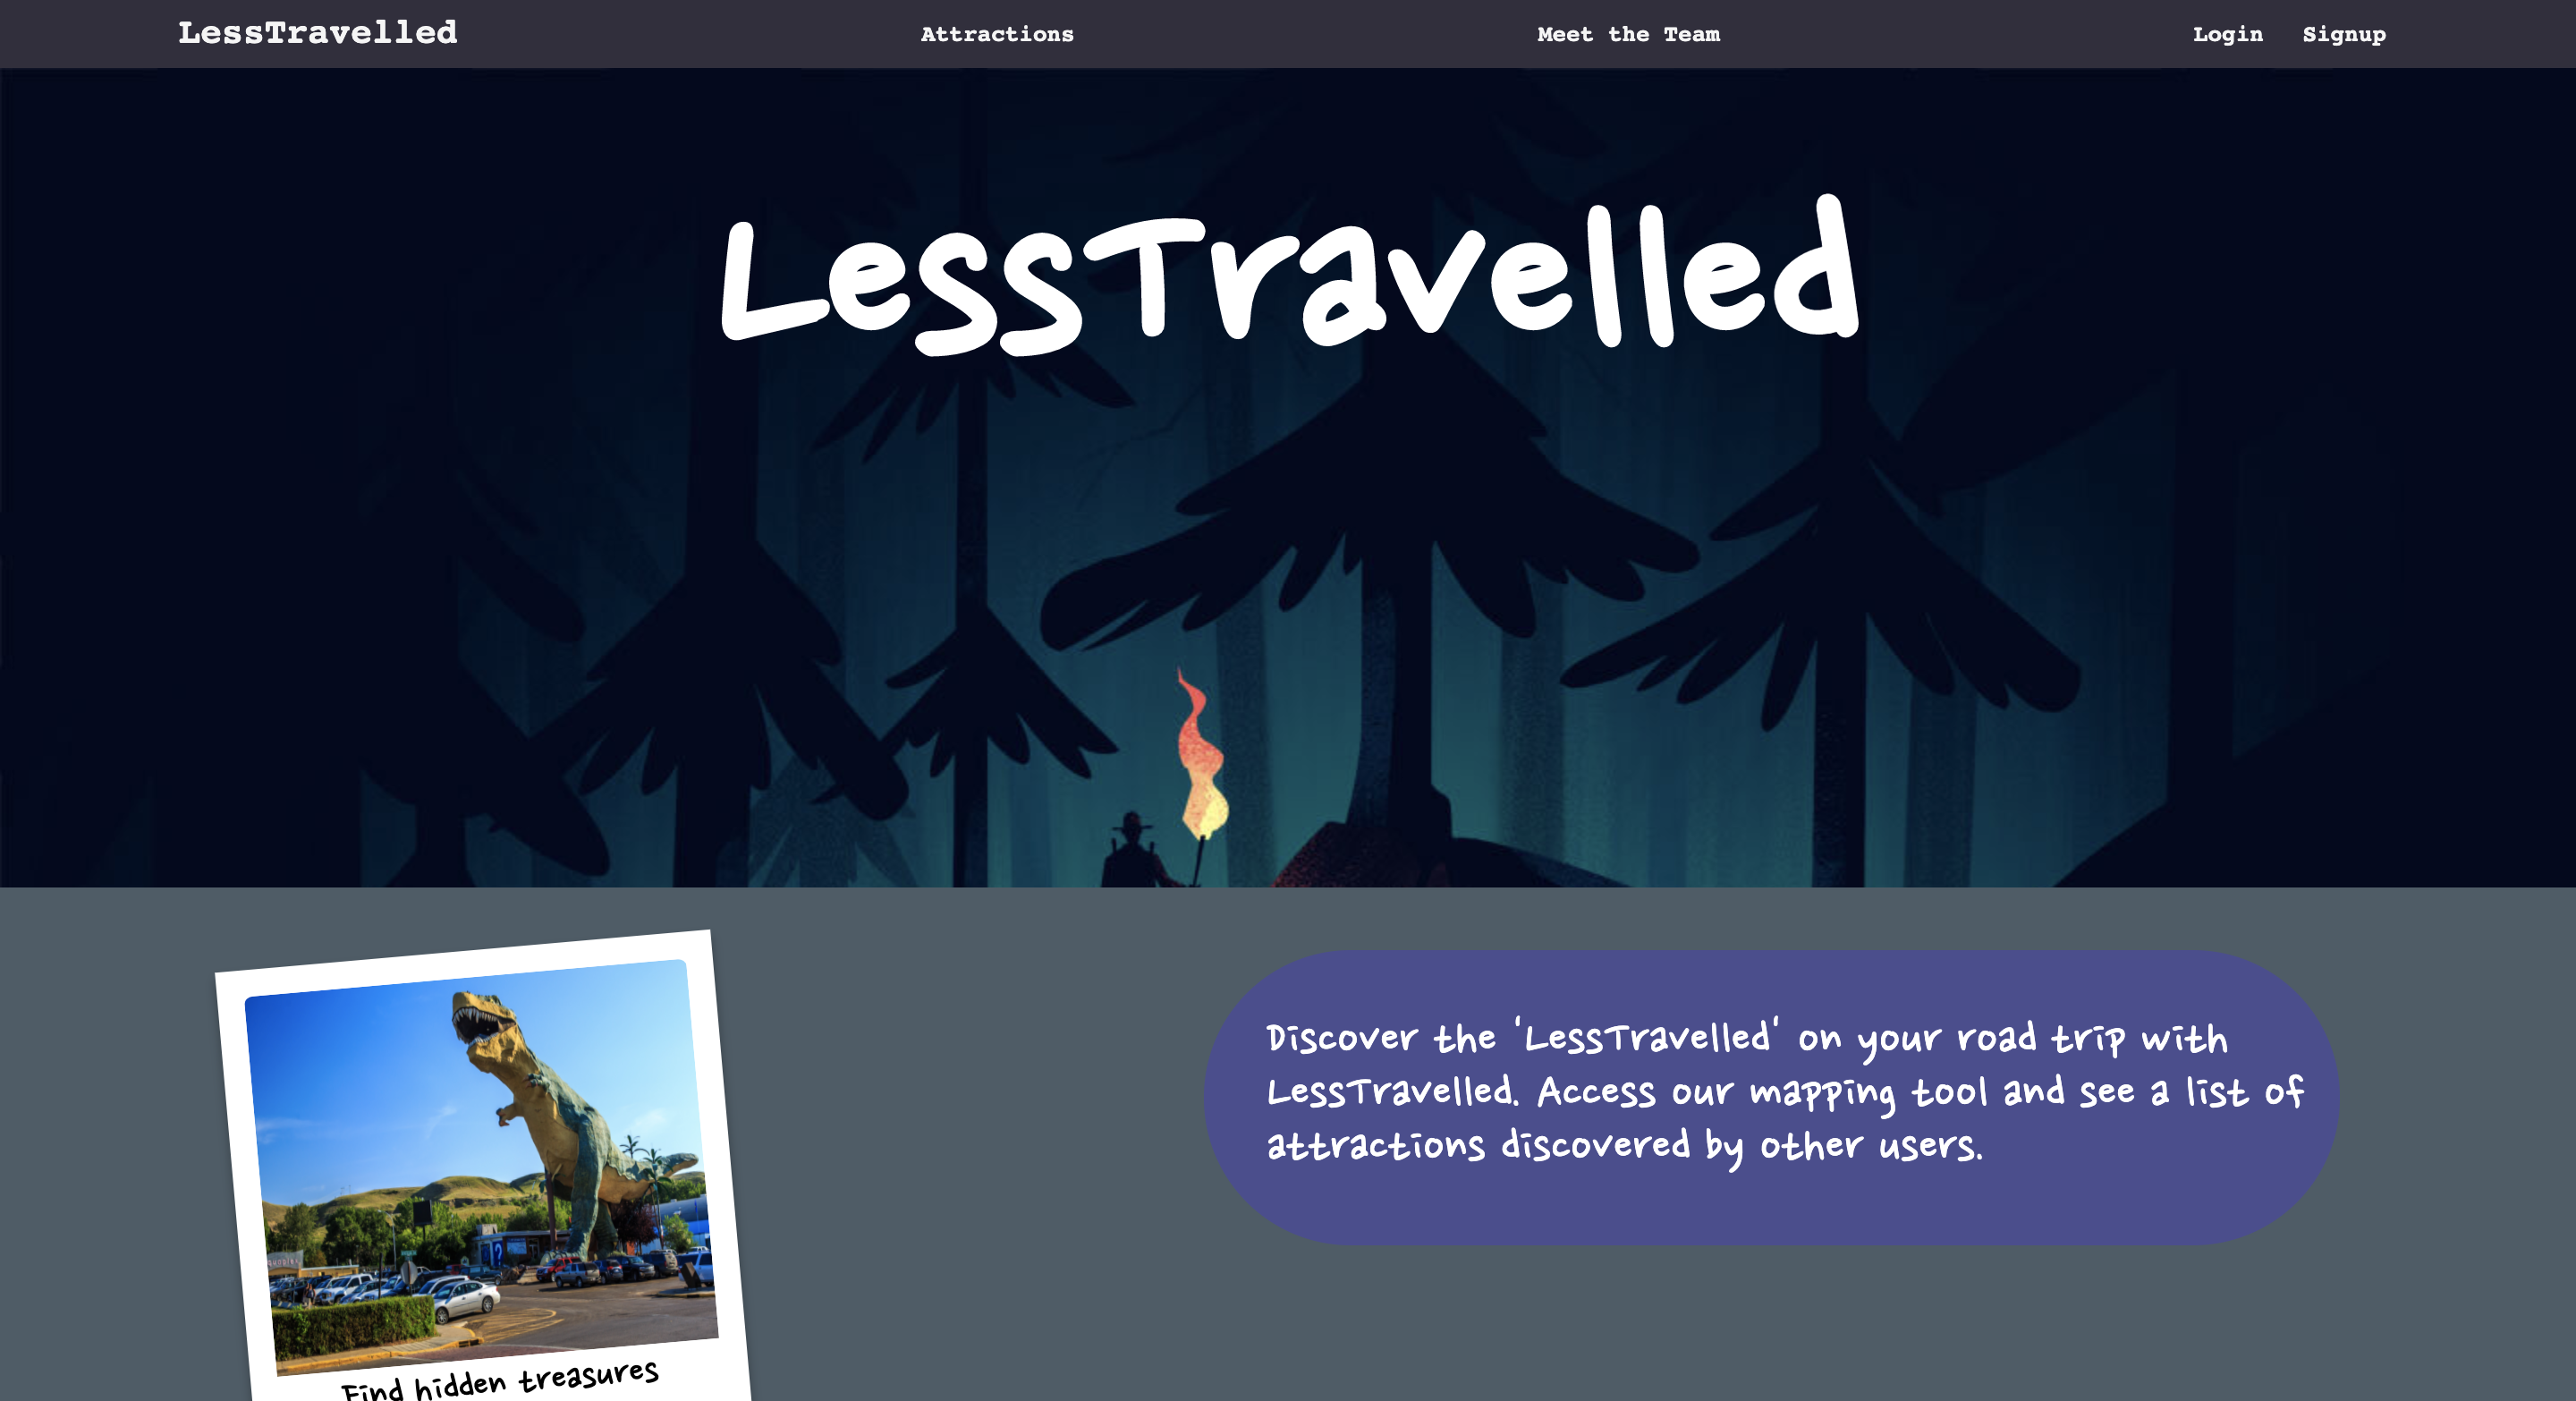 LessTravelled Attractions Meet the Team Login Signup
LessTravelled
Discover the 'LessTravelled' on your road trip with
LessTravelled. Access our mapping tool and see a list of
attractions discovered by other users.
?
Find hidden treasures